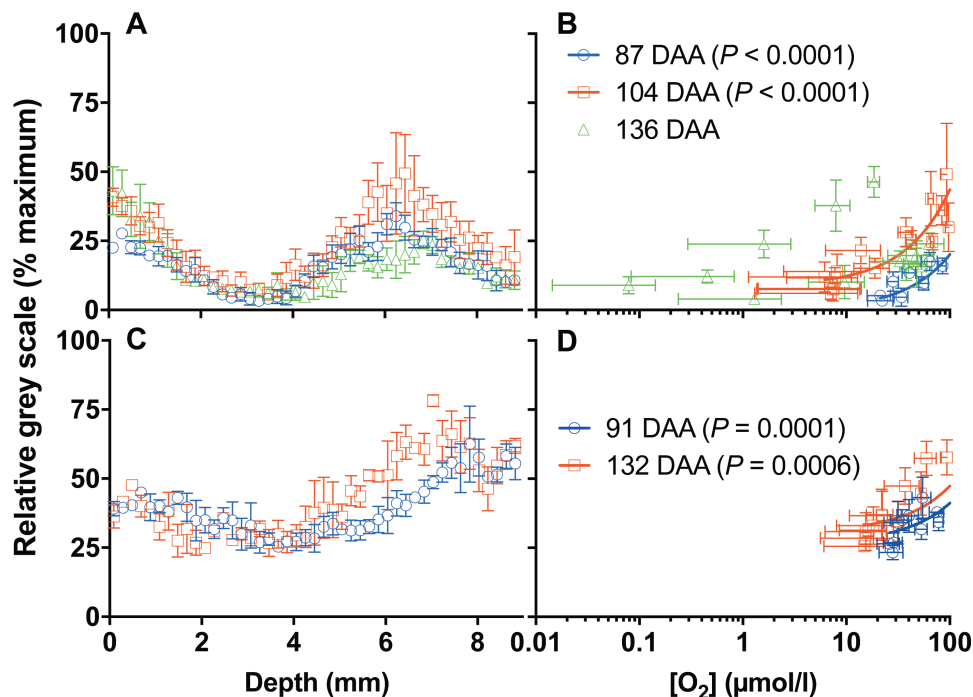 A
B
100
75
50
25
0
87 DAA (P < 0.0001)
104 DAA (P < 0.0001)
136 DAA
C
D
100
75
50
25
0
91 DAA (P = 0.0001)
132 DAA (P = 0.0006)
0 2 4 6 8 0.01 0.1 1 10 100
Relative grey scale (% maximum)
Depth (mm)
[O₂] (µmol/l)